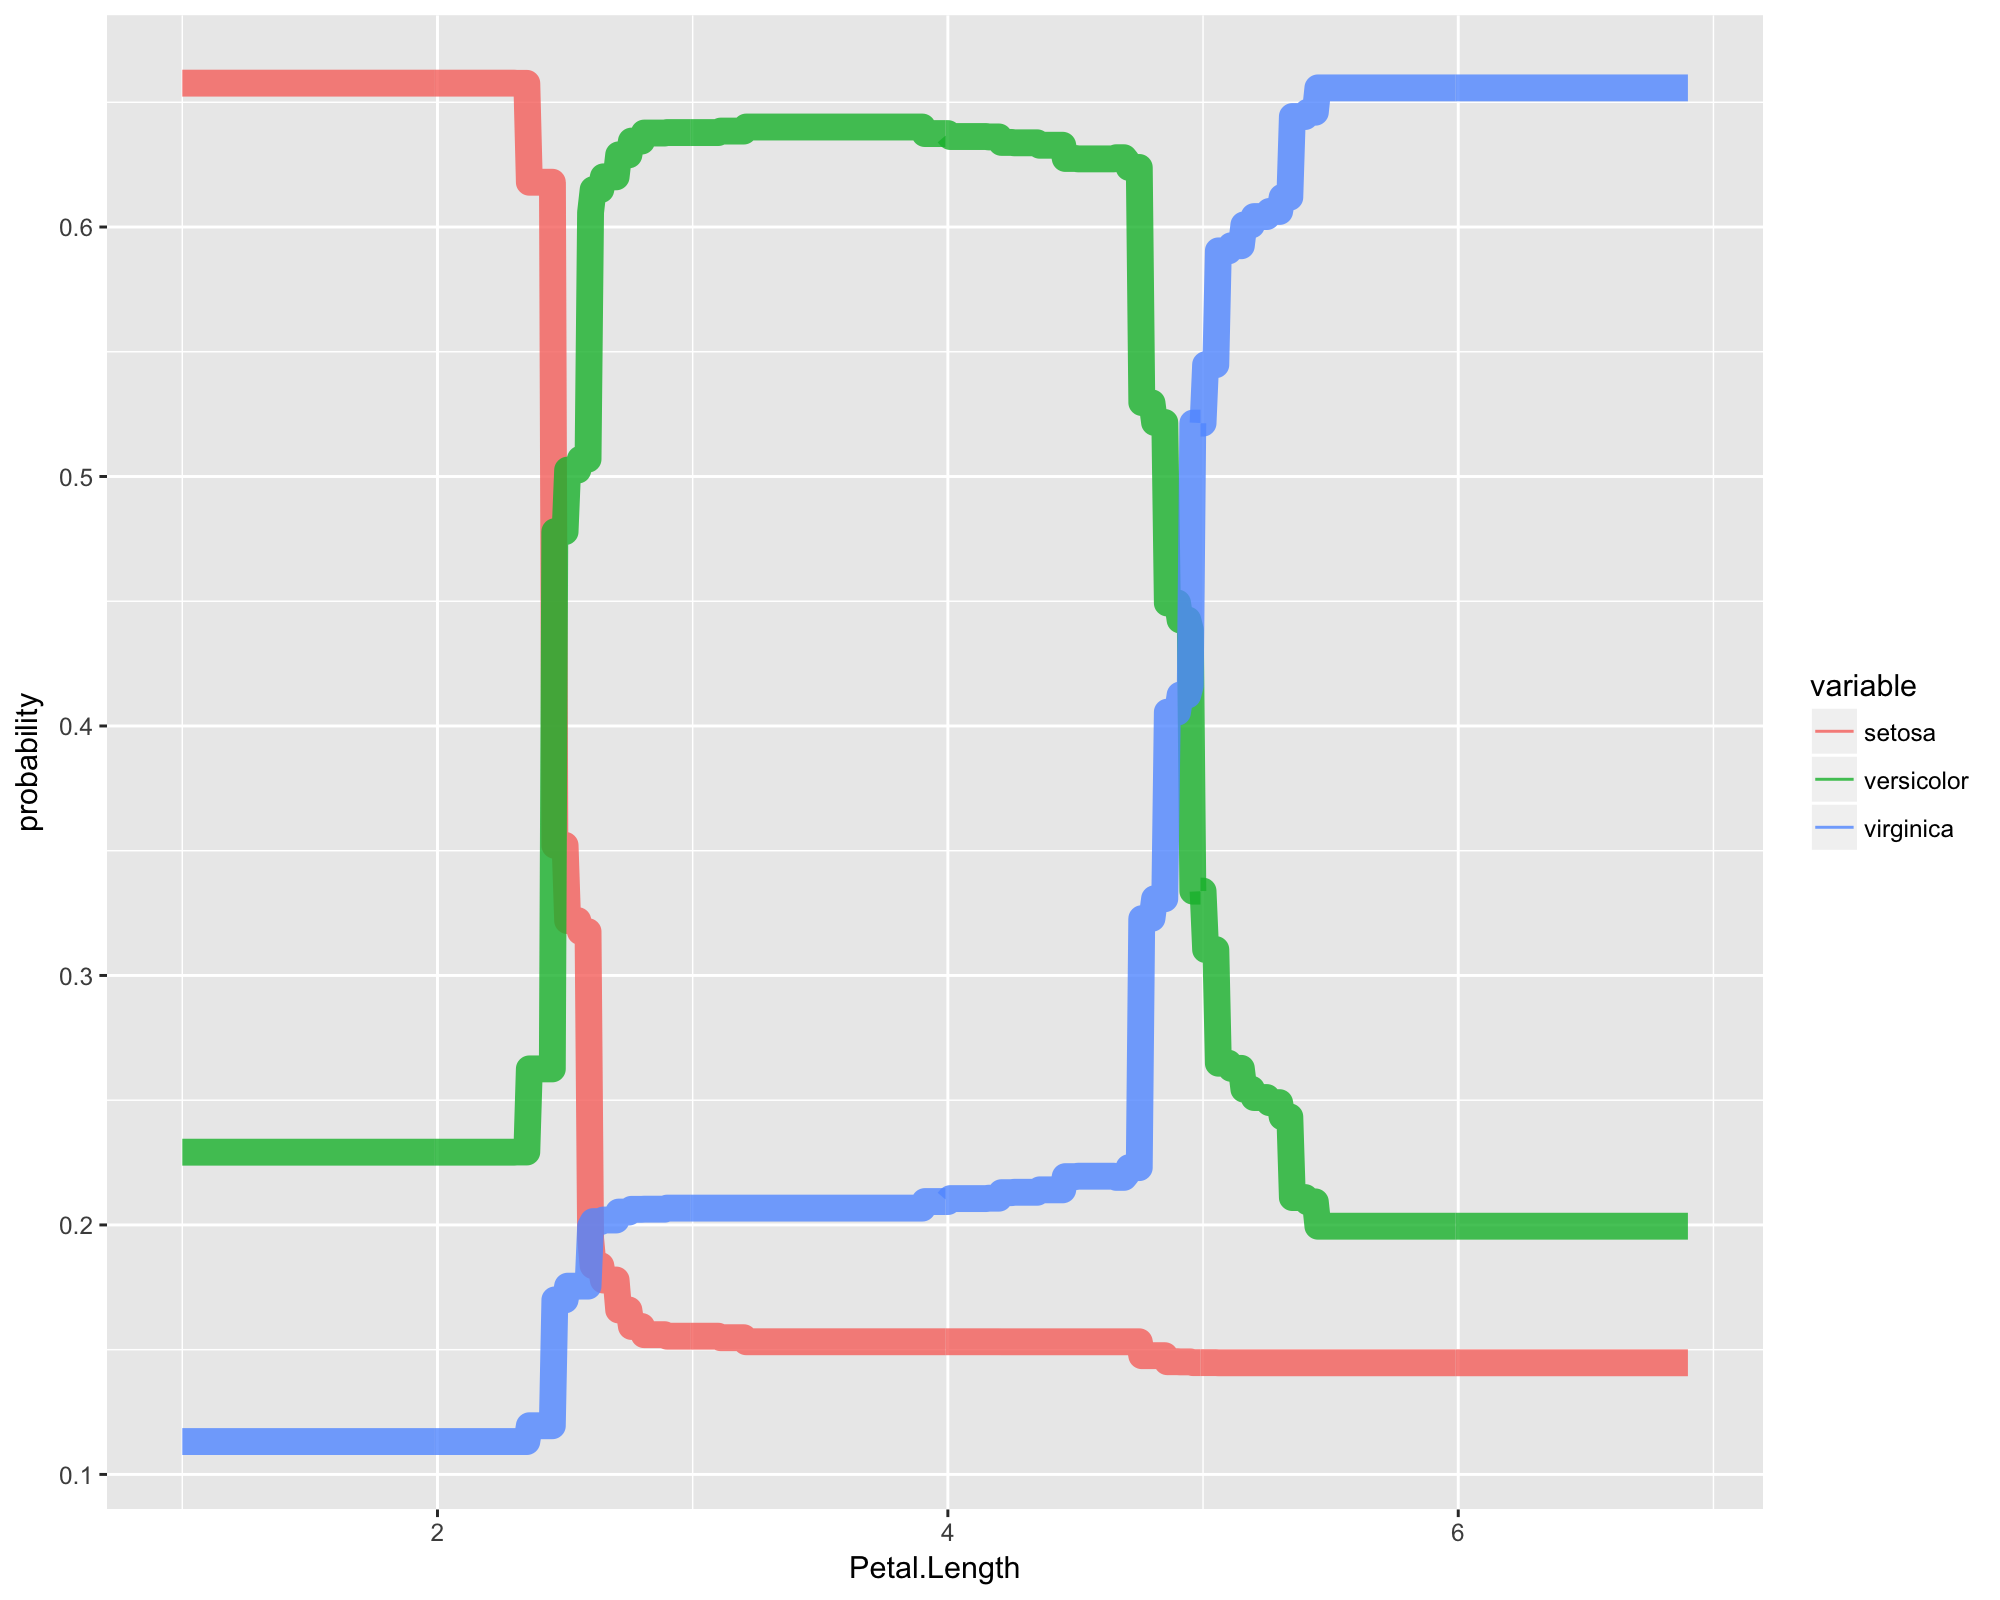 0.6
0.5
0.4
0.3
0.2
0.1
probability
2 4 6
Petal.Length
variable
setosa
versicolor
virginica